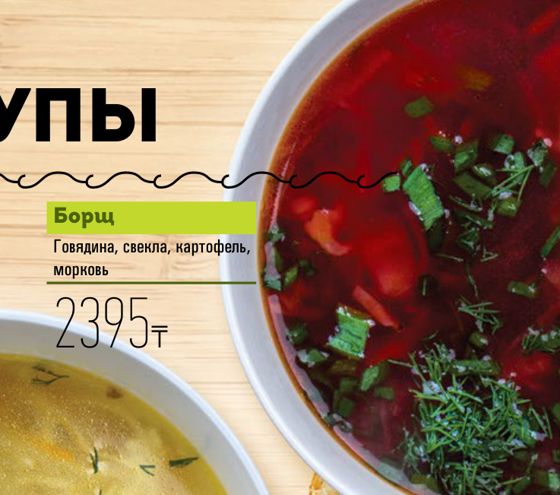 УПЫ
Борщ
Говядина, свекла, картофель,
морковь
2395₸